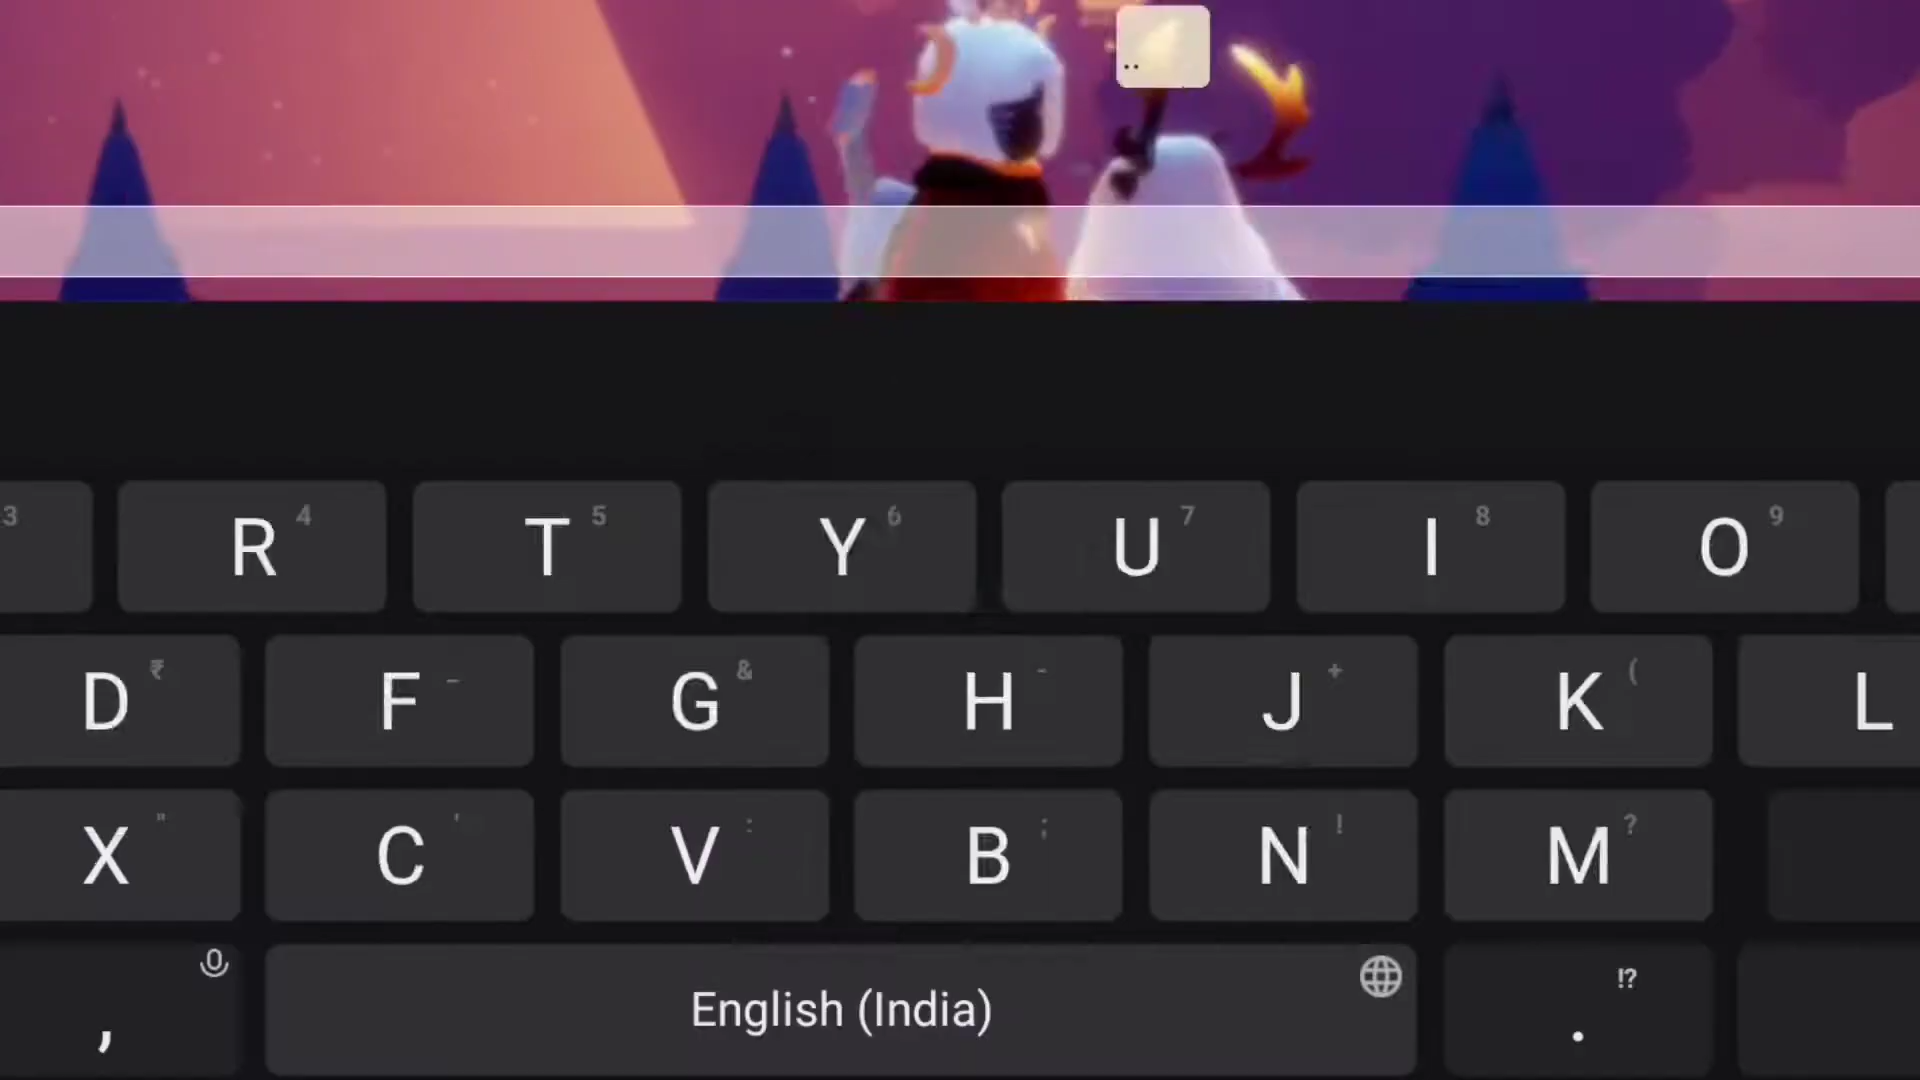 ..
3 R 4 T 5 Y 6 U 7 I 8 O 9
D ₹ F _ G & H - J + K ( L
X " C ' V : B ; N ! M ?
, English (India) . !?